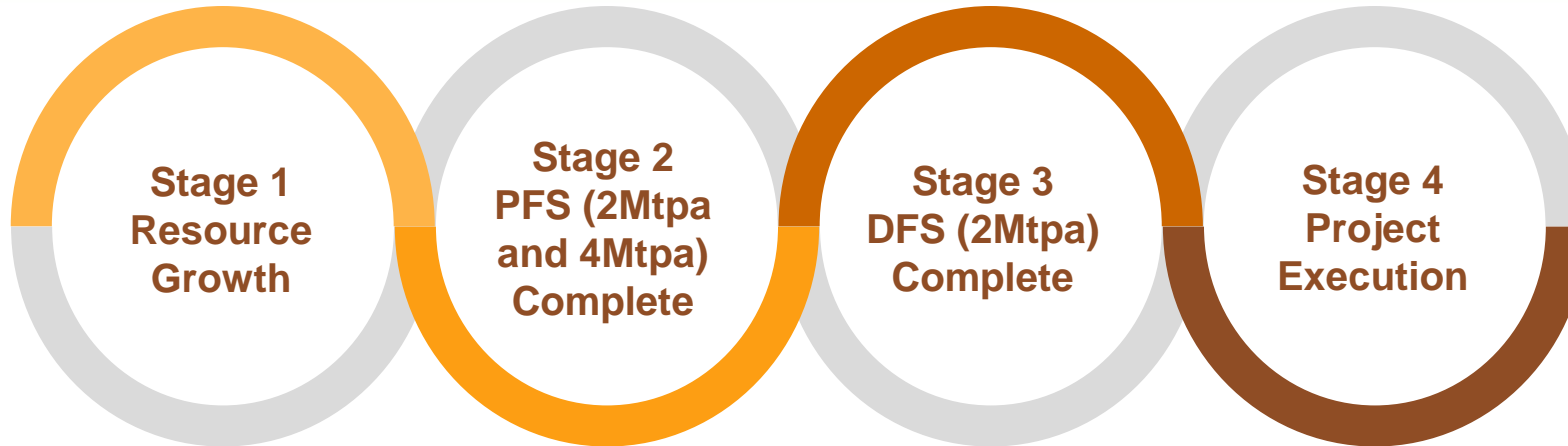 Stage 1
Resource
Growth
Stage 2
PFS (2Mtpa
and 4Mtpa)
Complete
Stage 3
DFS (2Mtpa)
Complete
Stage 4
Project
Execution